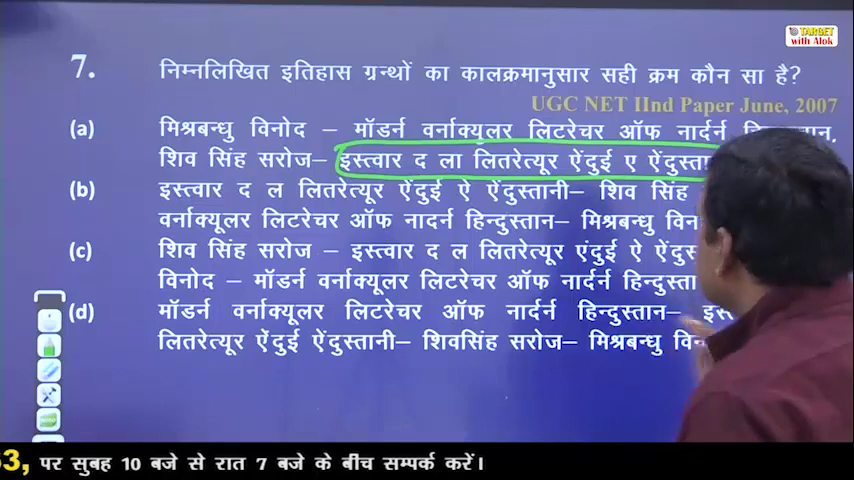 TARGET
with Alok
7. निम्नलिखित इतिहास ग्रन्थों का कालक्रमानुसार सही क्रम कौन सा है?
UGC NET IInd Paper June, 2007
(a) मिश्रबन्धु विनोद – मॉडर्न वर्नाक्यूलर लिटरेचर ऑफ नार्दर्न
शिव सिंह सरोज– इस्त्वार द ला लितरेत्यूर ऐंदुई ए
(b) इस्त्वार द ल लितरेत्यूर ऐंदुई ऐ ऐंदुस्तानी– शिव सिंह
वर्नाक्यूलर लिटरेचर ऑफ नादर्न हिन्दुस्तान– मिश्रबन्धु
(c) शिव सिंह सरोज – इस्त्वार द ल लितरेत्यूर एंदुई ऐ
विनोद – मॉडर्न वर्नाक्यूलर लिटरेचर ऑफ नार्दर्न
(d) मॉडर्न वर्नाक्यूलर लिटरेचर ऑफ नार्दर्न हिन्दुस्तान–
लितरेत्यूर ऐंदुई ऐंदुस्तानी– शिवसिंह सरोज– मिश्रबन्धु
63, पर सुबह 10 बजे से रात 7 बजे के बीच सम्पर्क करें।